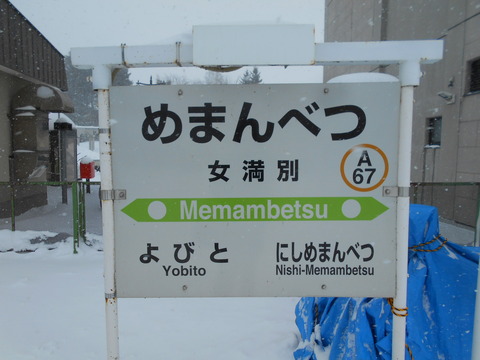 めまんべつ
女満別
A
67
Memambetsu
よびと
Yobito
にしめまんべつ
Nishi-Memambetsu